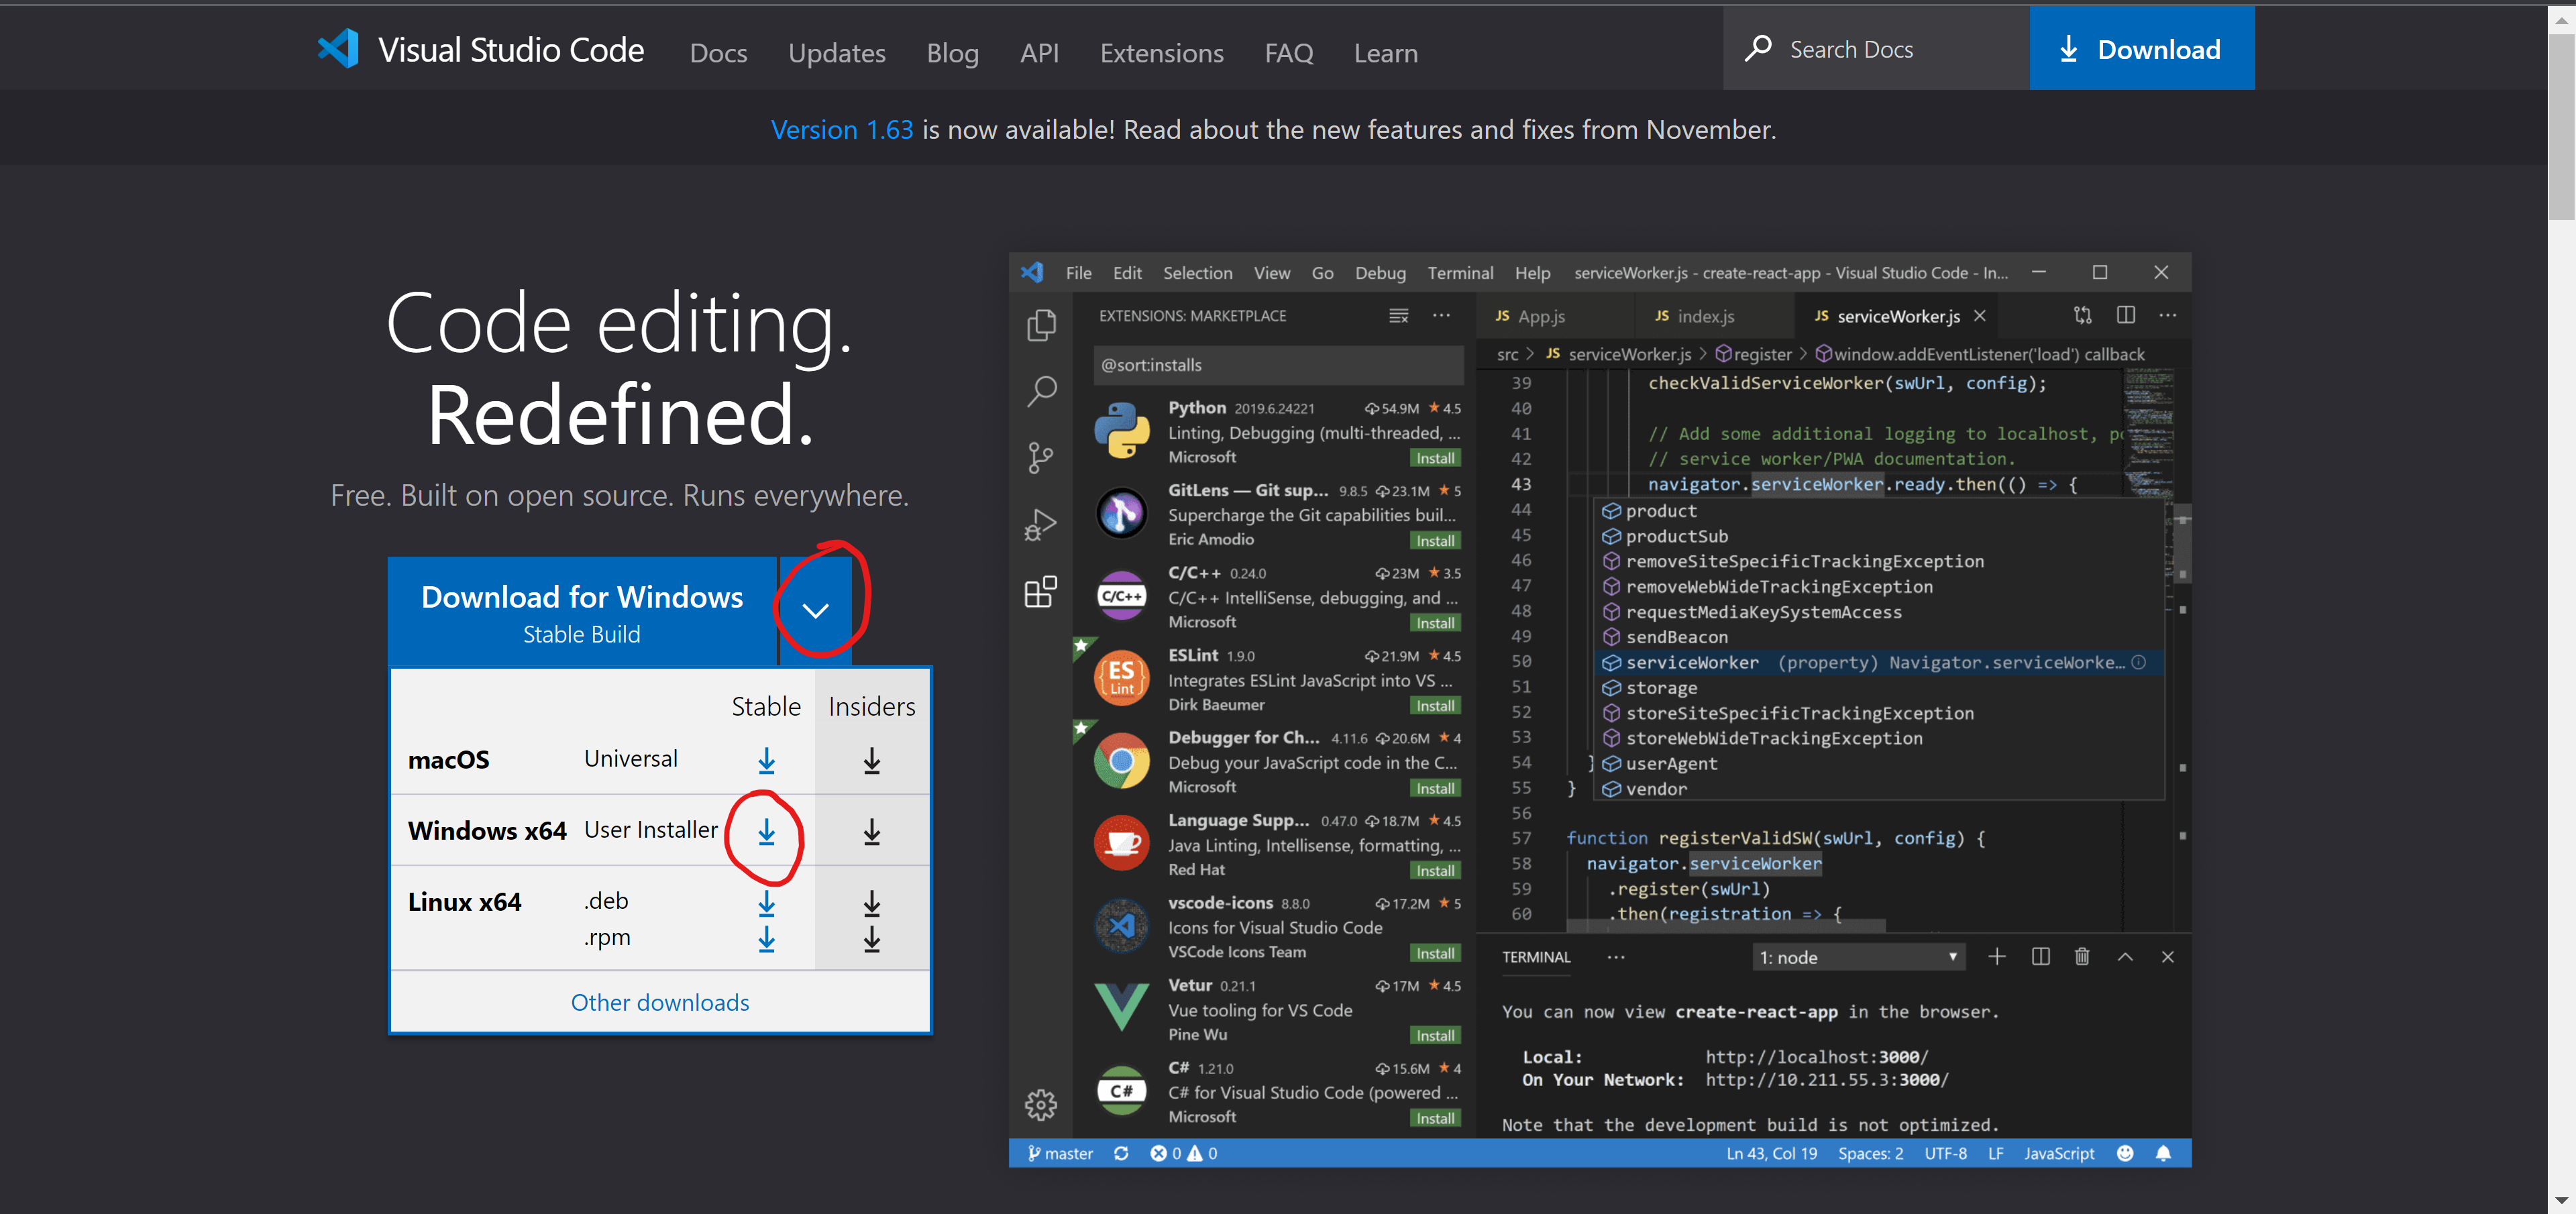 Visual Studio Code Docs Updates Blog API Extensions FAQ Learn Search Docs Download
Version 1.63 is now available! Read about the new features and fixes from November.
Code editing.
Redefined.
Free. Built on open source. Runs everywhere.
Download for Windows
Stable Build
Stable Insiders
macOS Universal
Windows x64 User Installer
Linux x64 .deb
.rpm
Other downloads
File Edit Selection View Go Debug Terminal Help serviceWorker.js - create-react-app - Visual Studio Code - In...
EXTENSIONS: MARKETPLACE
@sort:installs
Python 2019.6.24221 54.9M 4.5
Linting, Debugging (multi-threaded, ...
Microsoft Install
GitLens — Git sup... 9.8.5 23.1M 5
Supercharge the Git capabilities buil...
Eric Amodio Install
C/C++
C/C++ 0.24.0 23M 3.5
C/C++ IntelliSense, debugging, and ...
Microsoft Install
ES
Lint
ESLint 1.9.0 21.9M 4.5
Integrates ESLint JavaScript into VS ...
Dirk Baeumer Install
Debugger for Ch... 4.11.6 20.6M 4
Debug your JavaScript code in the C...
Microsoft Install
Language Supp... 0.47.0 18.7M 4.5
Java Linting, Intellisense, formatting, ...
Red Hat Install
vscode-icons 8.8.0 17.2M 5
Icons for Visual Studio Code
VSCode Icons Team Install
Vetur 0.21.1 17M 4.5
Vue tooling for VS Code
Pine Wu Install
C#
C# 1.21.0 15.6M 4
C# for Visual Studio Code (powered ...
Microsoft Install
JS App.js JS index.js JS serviceWorker.js
src > JS serviceWorker.js > register > window.addEventListener('load') callback
39 checkValidServiceWorker(swUrl, config);
40
41 // Add some additional logging to localhost, po
42 // service worker/PWA documentation.
43 navigator.serviceWorker.ready.then(() => {
44 product
45 productSub
46 removeSiteSpecificTrackingException
47 removeWebWideTrackingException
48 requestMediaKeySystemAccess
49 sendBeacon
50 serviceWorker (property) Navigator.serviceWorke...
51 storage
52 storeSiteSpecificTrackingException
53 storeWebWideTrackingException
54 } userAgent
55 } vendor
56
57 function registerValidSW(swUrl, config) {
58 navigator.serviceWorker
59 .register(swUrl)
60 .then(registration => {
TERMINAL ... 1: node
You can now view create-react-app in the browser.
Local: http://localhost:3000/
On Your Network: http://10.211.55.3:3000/
Note that the development build is not optimized.
master 0 0 Ln 43, Col 19 Spaces: 2 UTF-8 LF JavaScript